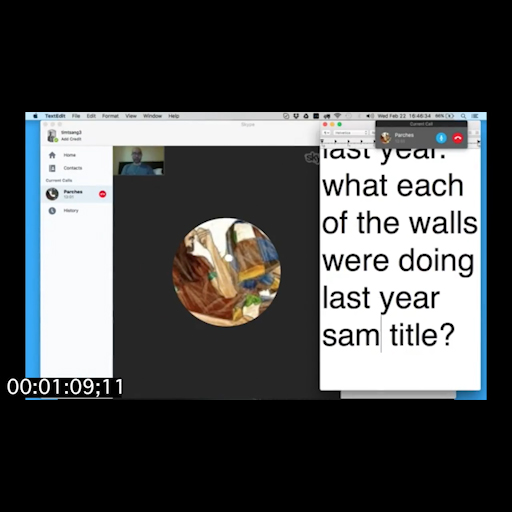 TextEdit File Edit Format View Window Help
Wed Feb 22 18:48:34
Skype
Current Call
Add Credit
Parches
Home
Contacts
Current Calls
Parches
History
last year.
what each
of the walls
were doing
last year
sam title?
00:01:09;11